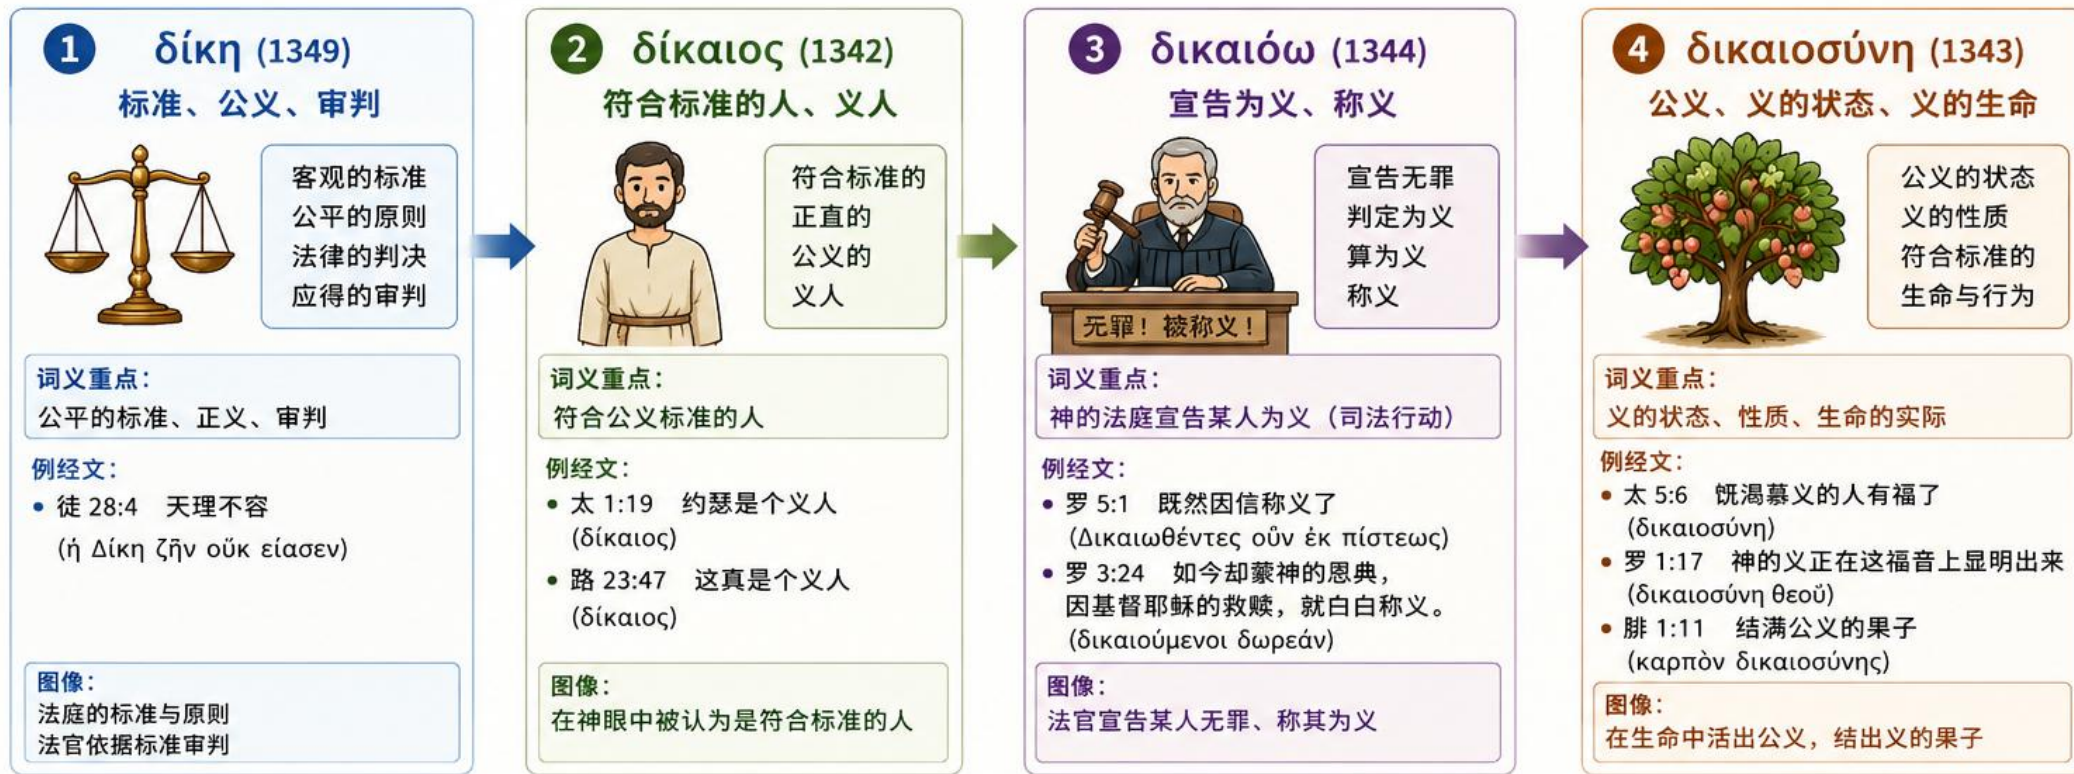 1 δίκη (1349)
标准、公义、审判
客观的标准
公平的原则
法律的判决
应得的审判
词义重点：
公平的标准、正义、审判
例经文：
• 徒 28:4 天理不容
(ἡ Δίκη ζῆν οὔκ είασεν)
图像：
法庭的标准与原则
法官依据标准审判
2 δίκαιος (1342)
符合标准的人、义人
符合标准的
正直的
公义的
义人
词义重点：
符合公义标准的人
例经文：
• 太 1:19 约瑟是个义人
(δίκαιος)
• 路 23:47 这真是个义人
(δίκαιος)
图像：
在神眼中被认为是符合标准的人
3 δικαιόω (1344)
宣告为义、称义
宣告无罪
判定为义
算为义
称义
无罪！被称义！
词义重点：
神的法庭宣告某人为义（司法行动）
例经文：
• 罗 5:1 既然因信称义了
(Δικαιωθέντες οὖν ἐκ πίστεως)
• 罗 3:24 如今却蒙神的恩典，
因基督耶稣的救赎，就白白称义。
(δικαιούμενοι δωρεάν)
图像：
法官宣告某人无罪、称其为义
4 δικαιοσύνη (1343)
公义、义的状态、义的生命
公义的状态
义的性质
符合标准的
生命与行为
词义重点：
义的状态、性质、生命的实际
例经文：
• 太 5:6 饥渴慕义的人有福了
(δικαιοσύνη)
• 罗 1:17 神的义正在这福音上显明出来
(δικαιοσύνη θεοῦ)
• 腓 1:11 结满公义的果子
(καρπὸν δικαιοσύνης)
图像：
在生命中活出公义，结出义的果子